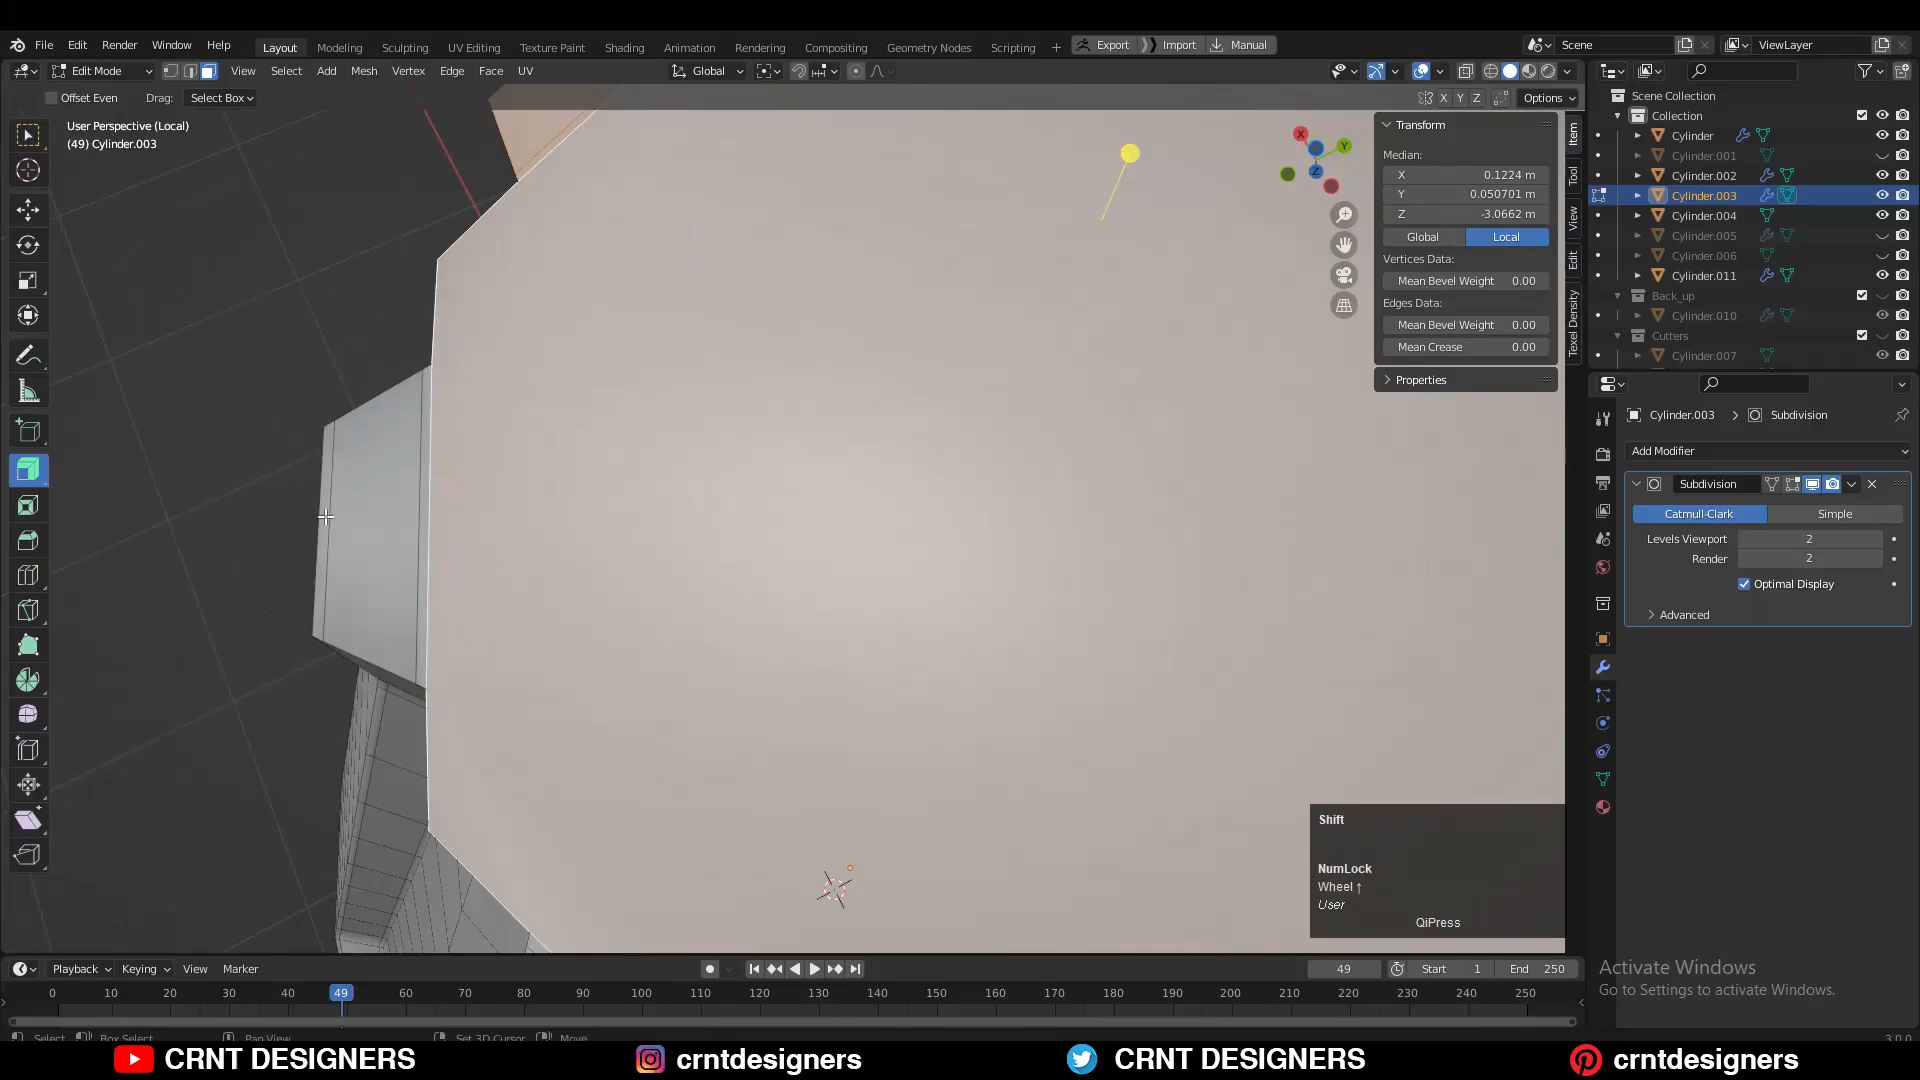 File Edit Render Window Help Layout Modeling Sculpting UV Editing Texture Paint Shading Animation Rendering Compositing Geometry Nodes Scripting + Export Import Manual Scene ViewLayer
Edit Mode View Select Add Mesh Vertex Edge Face UV Global
Offset Even Drag: Select Box X Y Z Options
User Perspective (Local)
(49) Cylinder.003
X Y Z
Transform
Median:
X 0.1224 m
Y 0.050701 m
Z -3.0662 m
Global Local
Vertices Data:
Mean Bevel Weight 0.00
Edges Data:
Mean Bevel Weight 0.00
Mean Crease 0.00
Properties
Item
Tool
View
Edit
Texel Density
Scene Collection
Collection
Cylinder
Cylinder.001
Cylinder.002
Cylinder.003
Cylinder.004
Cylinder.005
Cylinder.006
Cylinder.011
Back_up
Cylinder.010
Cutters
Cylinder.007
Cylinder.003 Subdivision
Add Modifier
Subdivision
Catmull-Clark Simple
Levels Viewport 2
Render 2
Optimal Display
Advanced
Shift
NumLock
Wheel ↑
User
QiPress
Activate Windows
Go to Settings to activate Windows.
Playback Keying View Marker 49 Start 1 End 250
0 10 20 30 40 49 60 70 80 90 100 110 120 130 140 150 160 170 180 190 200 210 220 230 240 250
Select Box Select Pan View Set 3D Cursor Move 3.0.0
CRNT DESIGNERS crntdesigners CRNT DESIGNERS crntdesigners